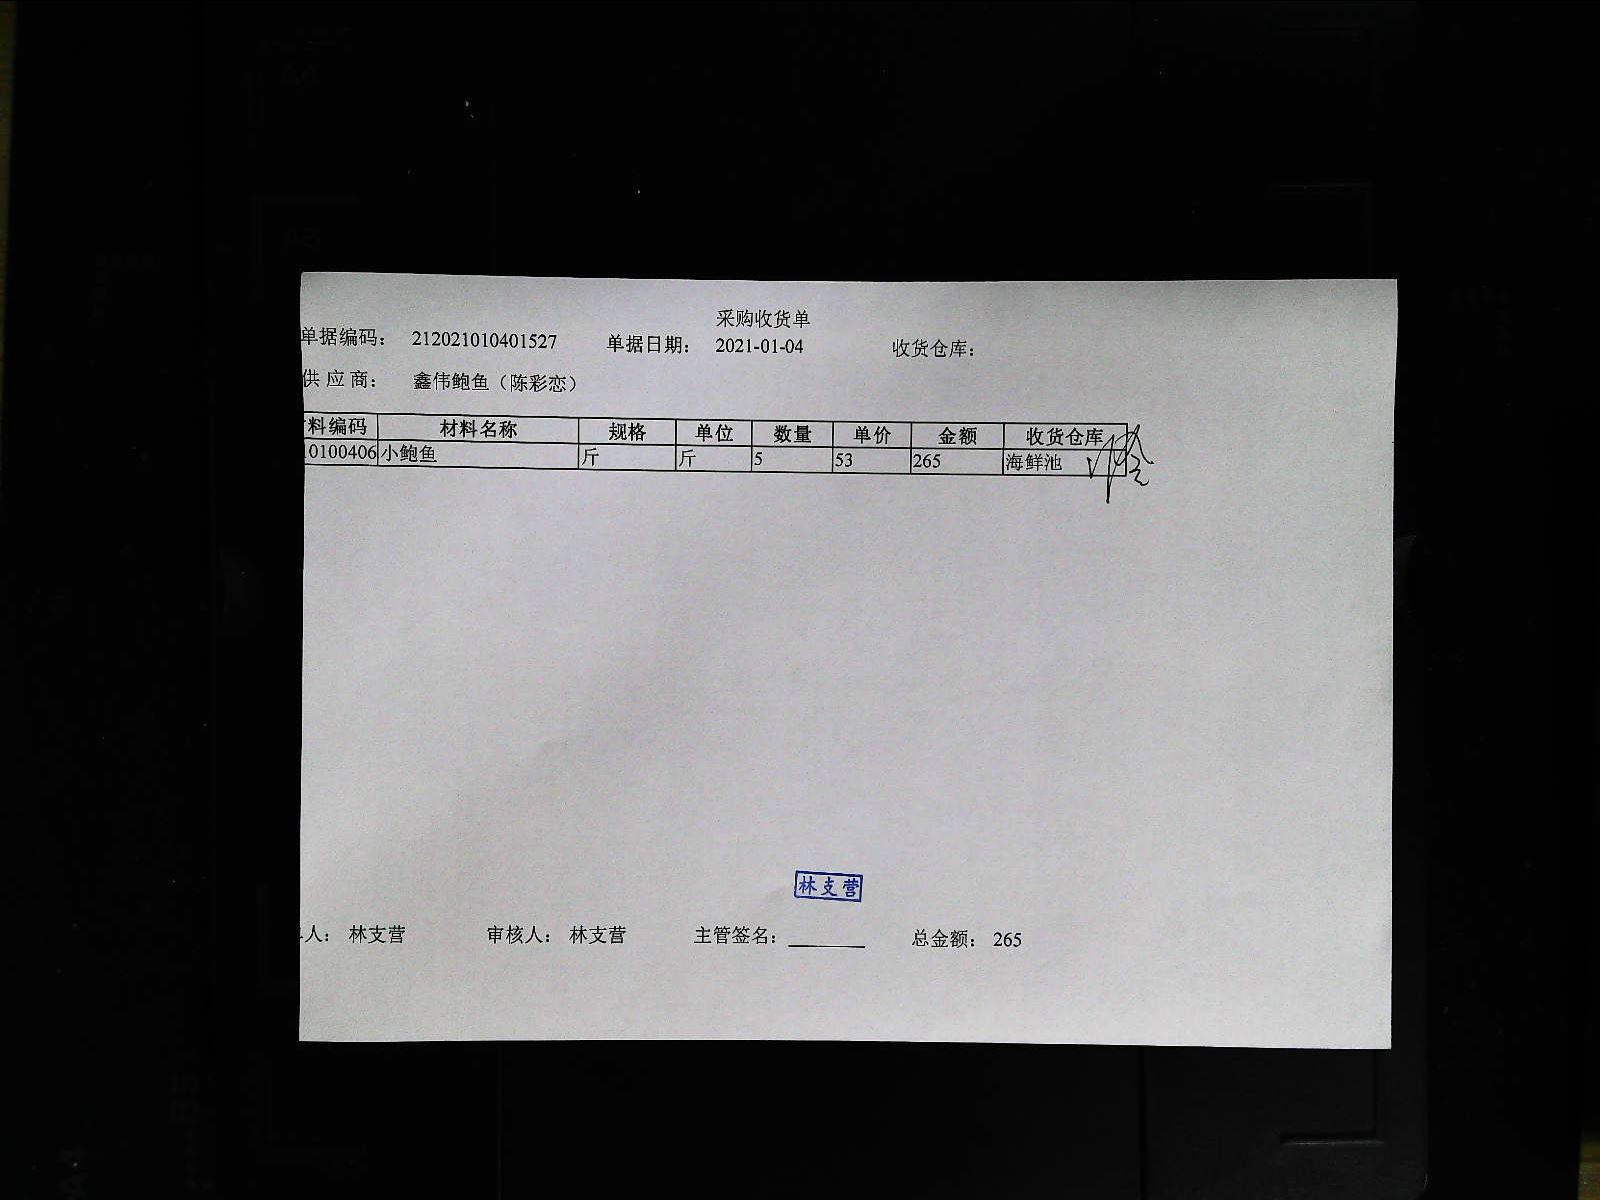 采购收货单
单据编码： 212021010401527 单据日期： 2021-01-04 收货仓库：
供应商： 鑫伟鲍鱼（陈彩恋）
料编码 材料名称 规格 单位 数量 单价 金额 收货仓库
0100406 小鲍鱼 斤 斤 5 53 265 海鲜池
林支营
人： 林支营 审核人： 林支营 主管签名： 总金额： 265